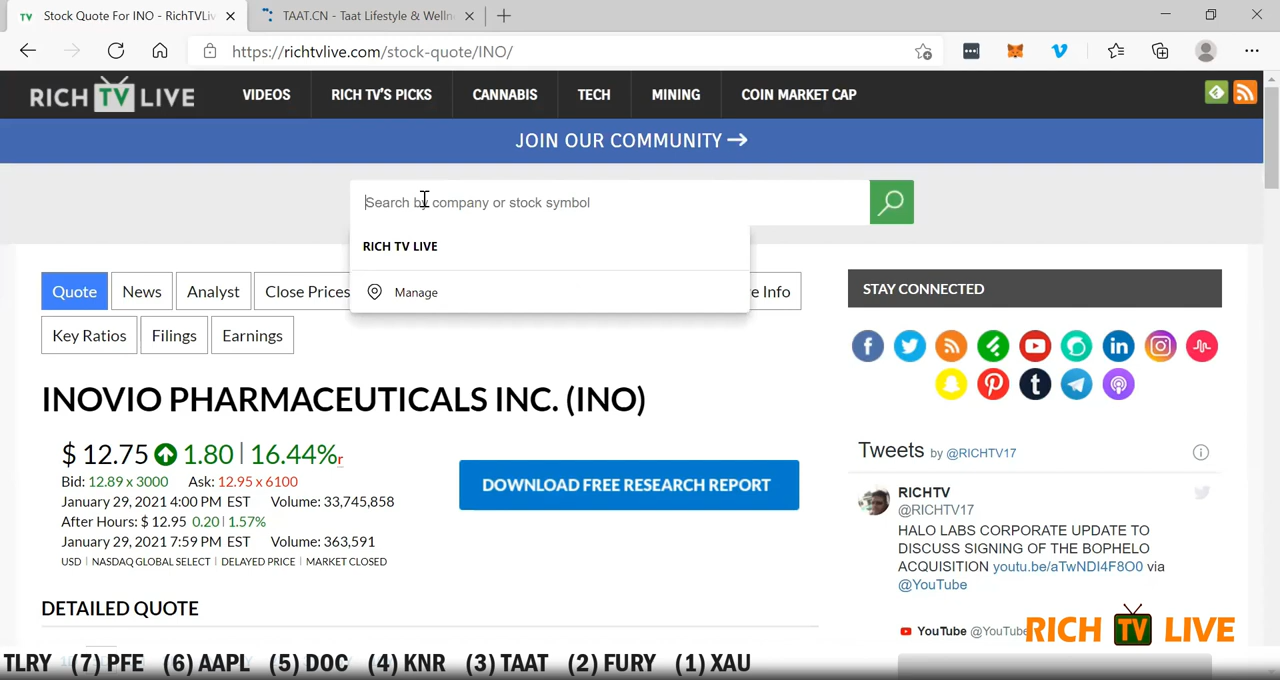 Stock Quote For INO - RichTVLiv
TAAT.CN - Taat Lifestyle & Welln
https://richtvlive.com/stock-quote/INO/
RICH TV LIVE
VIDEOS
RICH TV'S PICKS
CANNABIS
TECH
MINING
COIN MARKET CAP
JOIN OUR COMMUNITY →
Search by company or stock symbol
RICH TV LIVE
Manage
Quote
News
Analyst
Close Prices
e Info
Key Ratios
Filings
Earnings
STAY CONNECTED
INOVIO PHARMACEUTICALS INC. (INO)
$ 12.75 1.80 | 16.44%r
Bid: 12.89 x 3000 Ask: 12.95 x 6100
January 29, 2021 4:00 PM EST Volume: 33,745,858
After Hours: $ 12.95 0.20 | 1.57%
January 29, 2021 7:59 PM EST Volume: 363,591
USD | NASDAQ GLOBAL SELECT | DELAYED PRICE | MARKET CLOSED
DOWNLOAD FREE RESEARCH REPORT
DETAILED QUOTE
Tweets by @RICHTV17
RICHTV
@RICHTV17
HALO LABS CORPORATE UPDATE TO
DISCUSS SIGNING OF THE BOPHELO
ACQUISITION youtu.be/aTwNDI4F8O0 via
@YouTube
YouTube @YouTube
RICH TV LIVE
TLRY (7) PFE (6) AAPL (5) DOC (4) KNR (3) TAAT (2) FURY (1) XAU